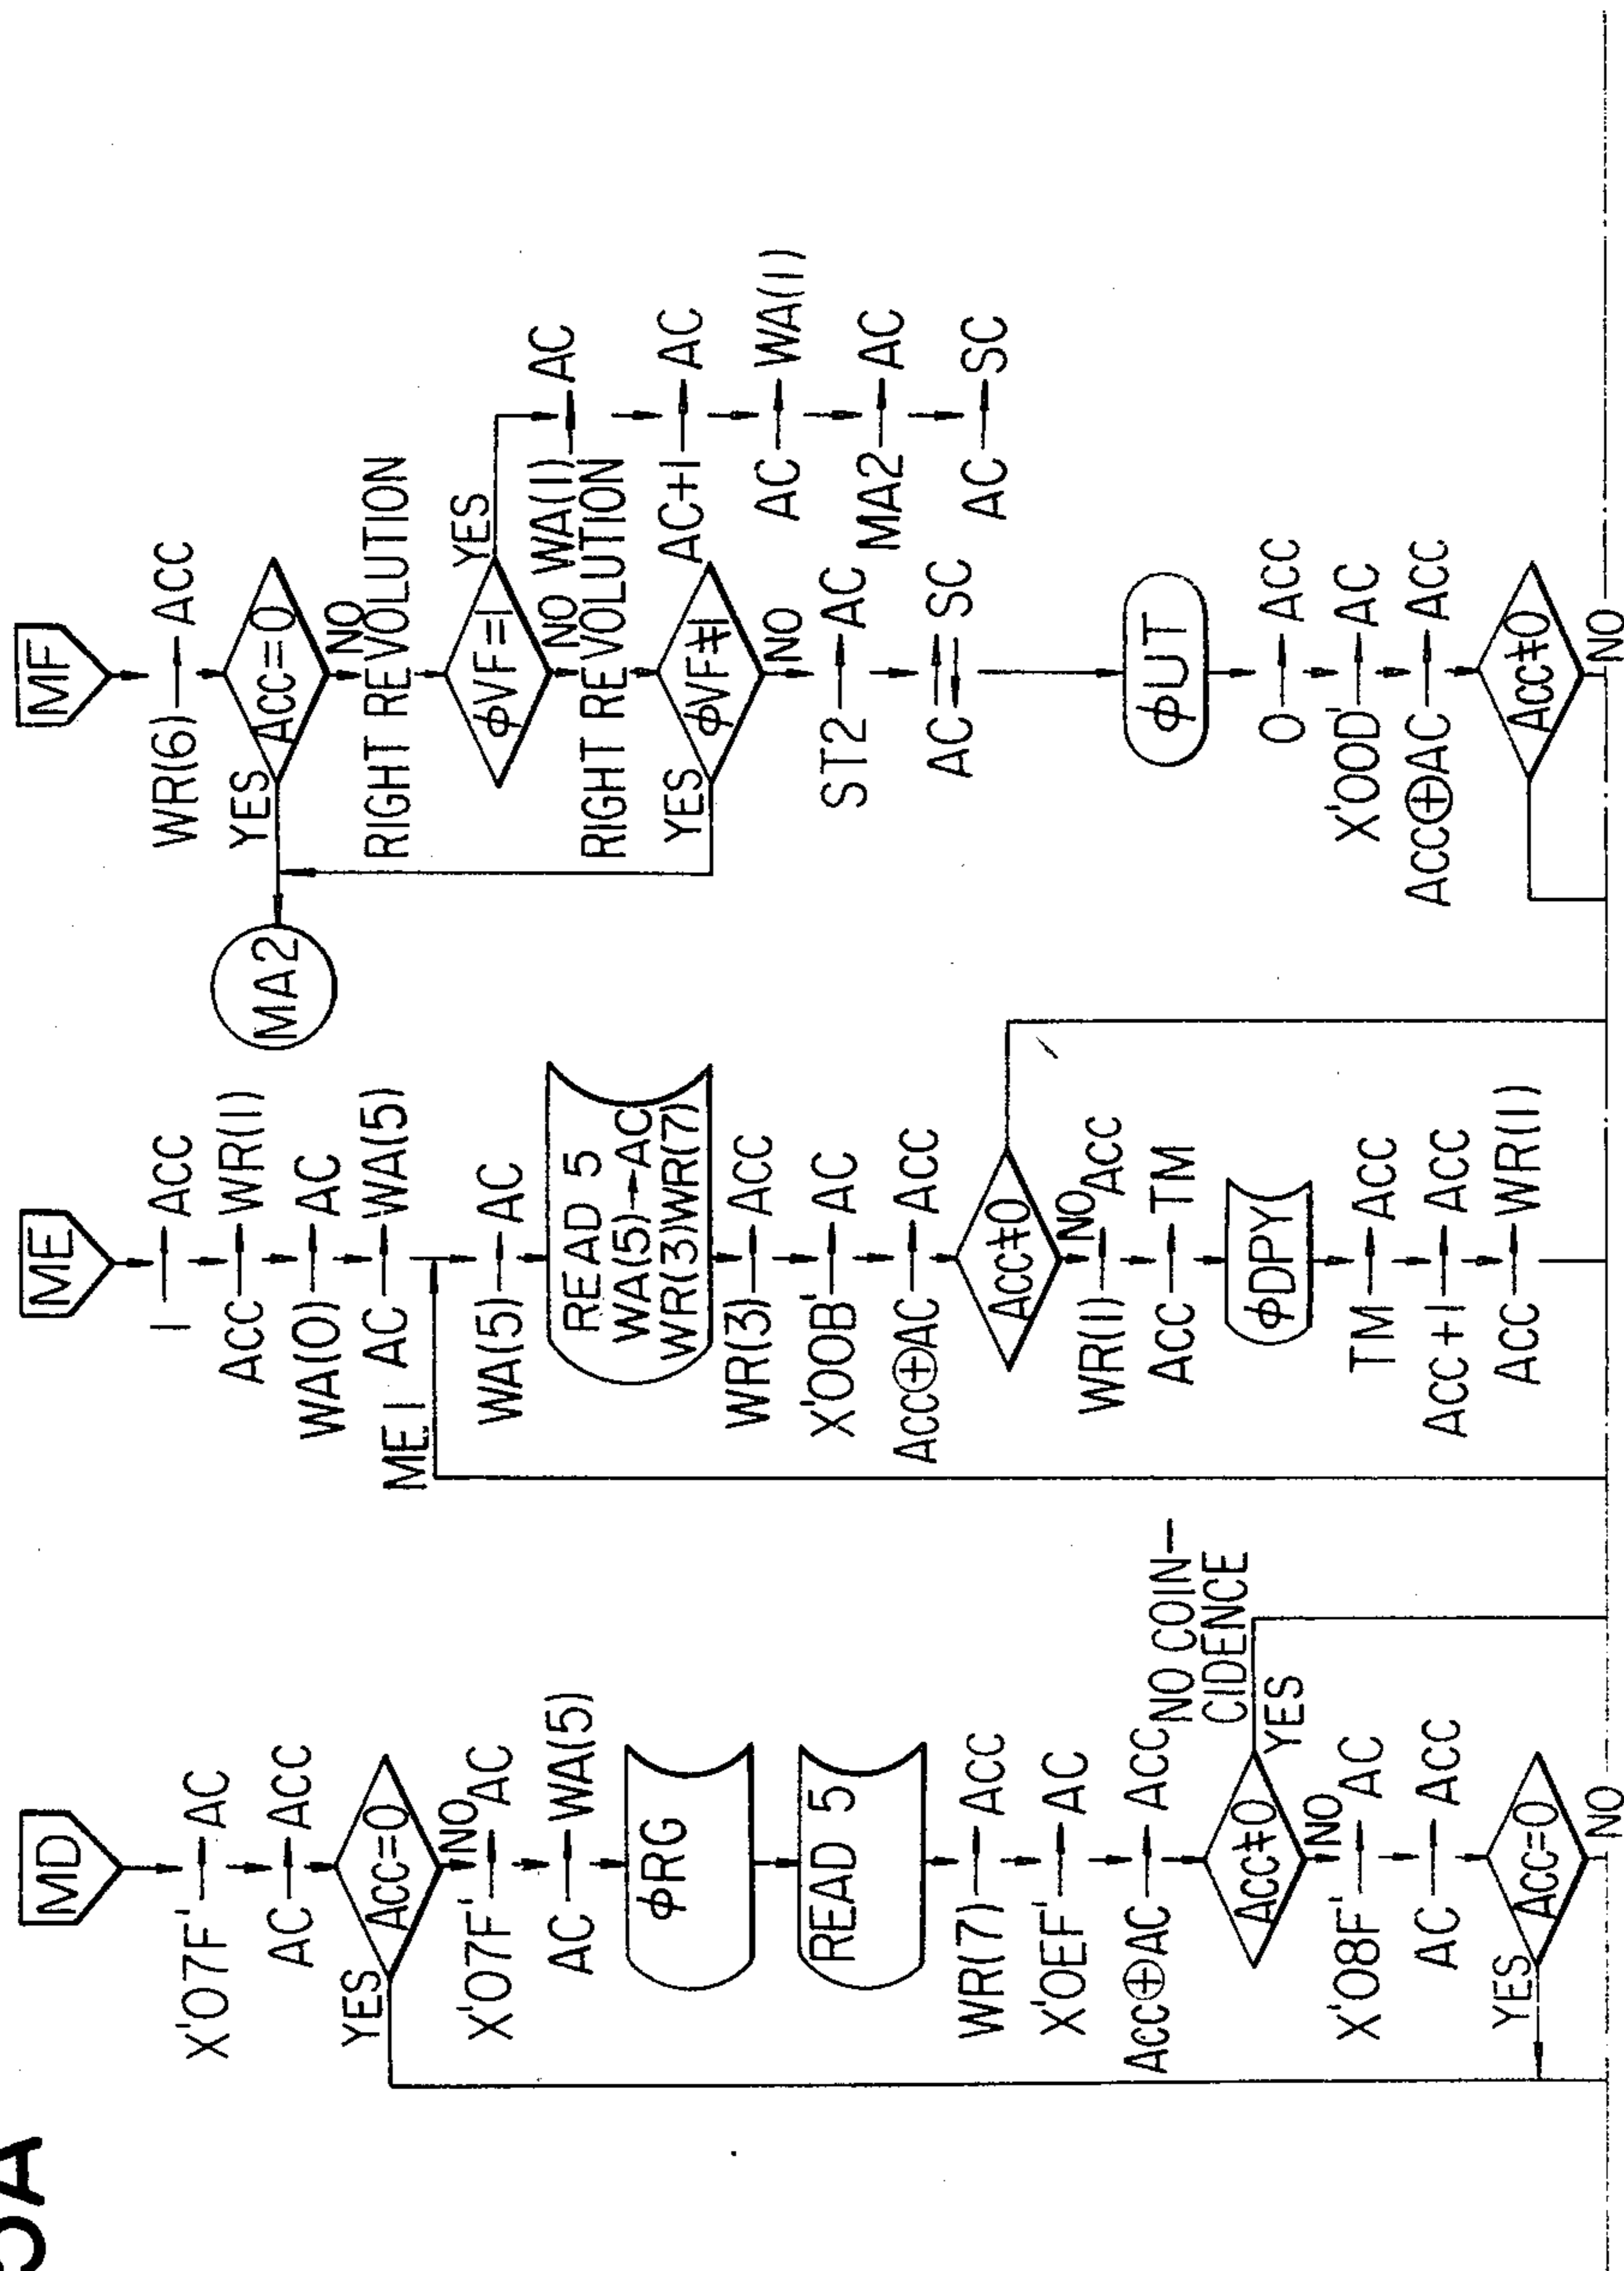 5A
MD
X'07F'→AC
AC→ACC
ACC=0
YES
NO
X'07F'→AC
AC→WA(5)
ϕRG
READ 5
WR(7)→ACC
X'0EF'→AC
ACC⊕AC→ACC
NO COIN-
CIDENCE
ACC≠0
YES
NO
X'08F'→AC
AC→ACC
ACC=0
YES
NO
ME
1→ACC
ACC→WR(1)
WA(0)→AC
AC→WA(5)
ME1
WA(5)→AC
READ 5
WA(5)→AC
WR(3)WR(7)
WR(3)→ACC
X'00B'→AC
ACC⊕AC→ACC
ACC≠0
NO
WR(1)→ACC
ACC→TM
ϕDPY
TM→ACC
ACC+1→ACC
ACC→WR(1)
MF
WR(6)→ACC
ACC=0
YES
NO
MA2
RIGHT REVOLUTION
ϕVF=1
YES
NO
WA(1)→AC
RIGHT REVOLUTION
AC+1→AC
ϕVF≠1
YES
NO
AC→WA(1)
MA2→AC
AC→SC
ST2→AC
AC⇄SC
ϕUT
0→ACC
X'00D'→AC
ACC⊕AC→ACC
ACC≠0
NO